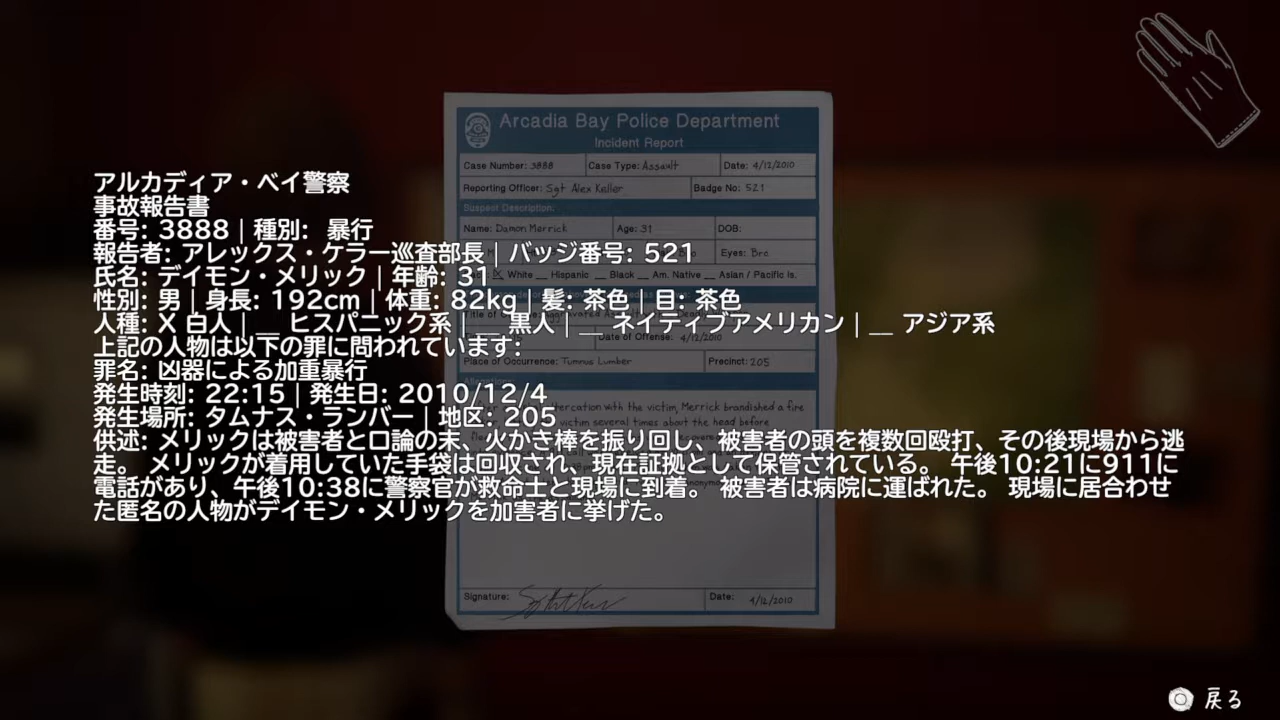 アルカディア・ベイ警察
事故報告書
番号: 3888 | 種別: 暴行
報告者: アレックス・ケラー巡査部長 | バッジ番号: 521
氏名: デイモン・メリック | 年齢: 31
性別: 男 | 身長: 192cm | 体重: 82kg | 髪: 茶色 | 目: 茶色
人種: X 白人 | __ ヒスパニック系 | __ 黒人 | __ ネイティブアメリカン | __ アジア系
上記の人物は以下の罪に問われています:
罪名: 凶器による加重暴行
発生時刻: 22:15 | 発生日: 2010/12/4
発生場所: タムナス・ランバー | 地区: 205
供述: メリックは被害者と口論の末、火かき棒を振り回し、 被害者の頭を複数回殴打、その後現場から逃
走。 メリックが着用していた手袋は回収され、現在証拠として保管されている。 午後10:21に911に
電話があり、午後10:38に警察官が救命士と現場に到着。 被害者は病院に運ばれた。 現場に居合わせ
た匿名の人物がデイモン・メリックを加害者に挙げた。
Arcadia Bay Police Department
Incident Report
Case Number: 3888 Case Type: Assault Date: 4/12/2010
Reporting Officer: Sgt Alex Keller Badge No: 521
Suspect Description:
Name: Damon Merrick Age: 31 DOB:
Eyes: Bro
White __ Hispanic __ Black __ Am. Native __ Asian / Pacific Is.
Date of Offense: 4/12/2010
Place of Occurrence: Tumnus Lumber Precinct: 205
altercation with the victim, Merrick brandished a fire
victim several times about the head before
Signature: Date: 4/12/2010
戻る